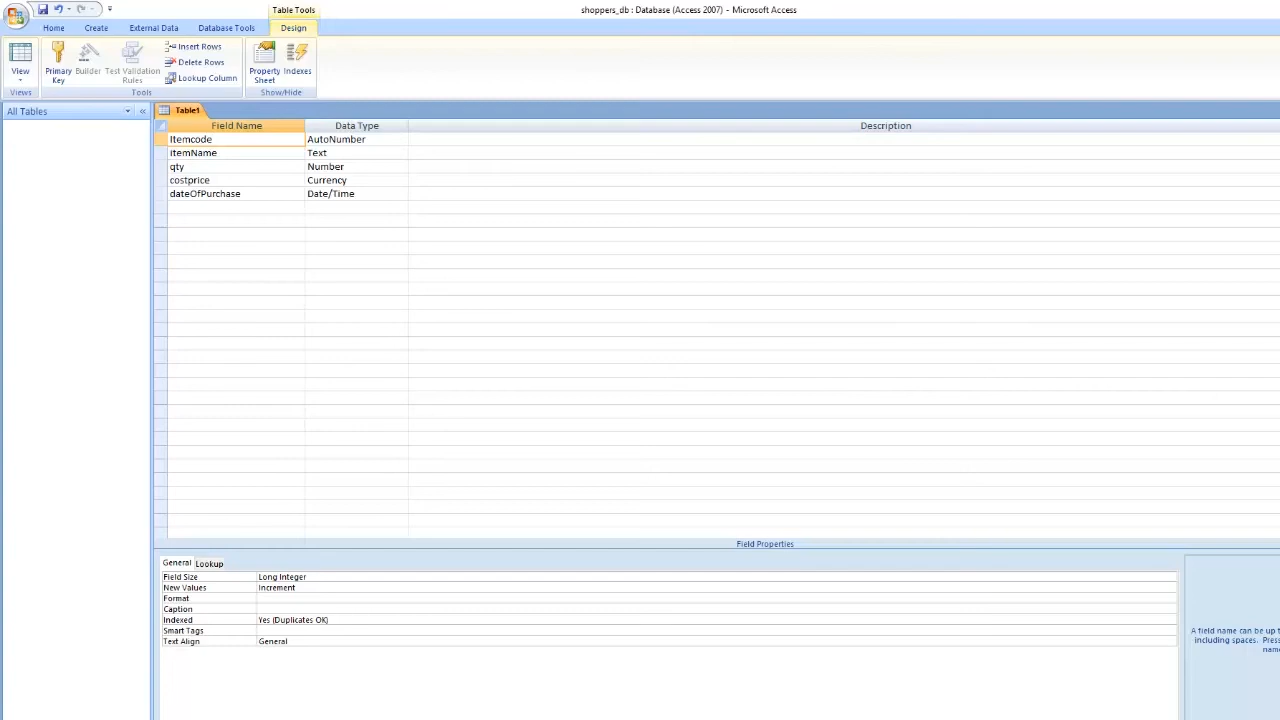 Table Tools
shoppers_db : Database (Access 2007) - Microsoft Access
Home Create External Data Database Tools Design
View
Primary Key
Builder
Test Validation Rules
Insert Rows
Delete Rows
Lookup Column
Property Sheet
Indexes
Views Tools Show/Hide
All Tables «
Table1
Field Name Data Type Description
Itemcode AutoNumber
itemName Text
qty Number
costprice Currency
dateOfPurchase Date/Time
Field Properties
General Lookup
Field Size Long Integer
New Values Increment
Format
Caption
Indexed Yes (Duplicates OK)
Smart Tags
Text Align General
A field name can be up t
including spaces. Pres
name